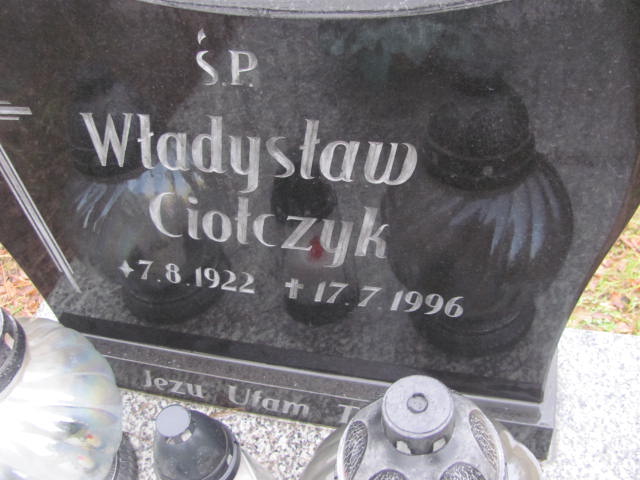 Ś.P.
Władysław
Ciołczyk
7.8.1922 17.7.1996
Jezu Ufam